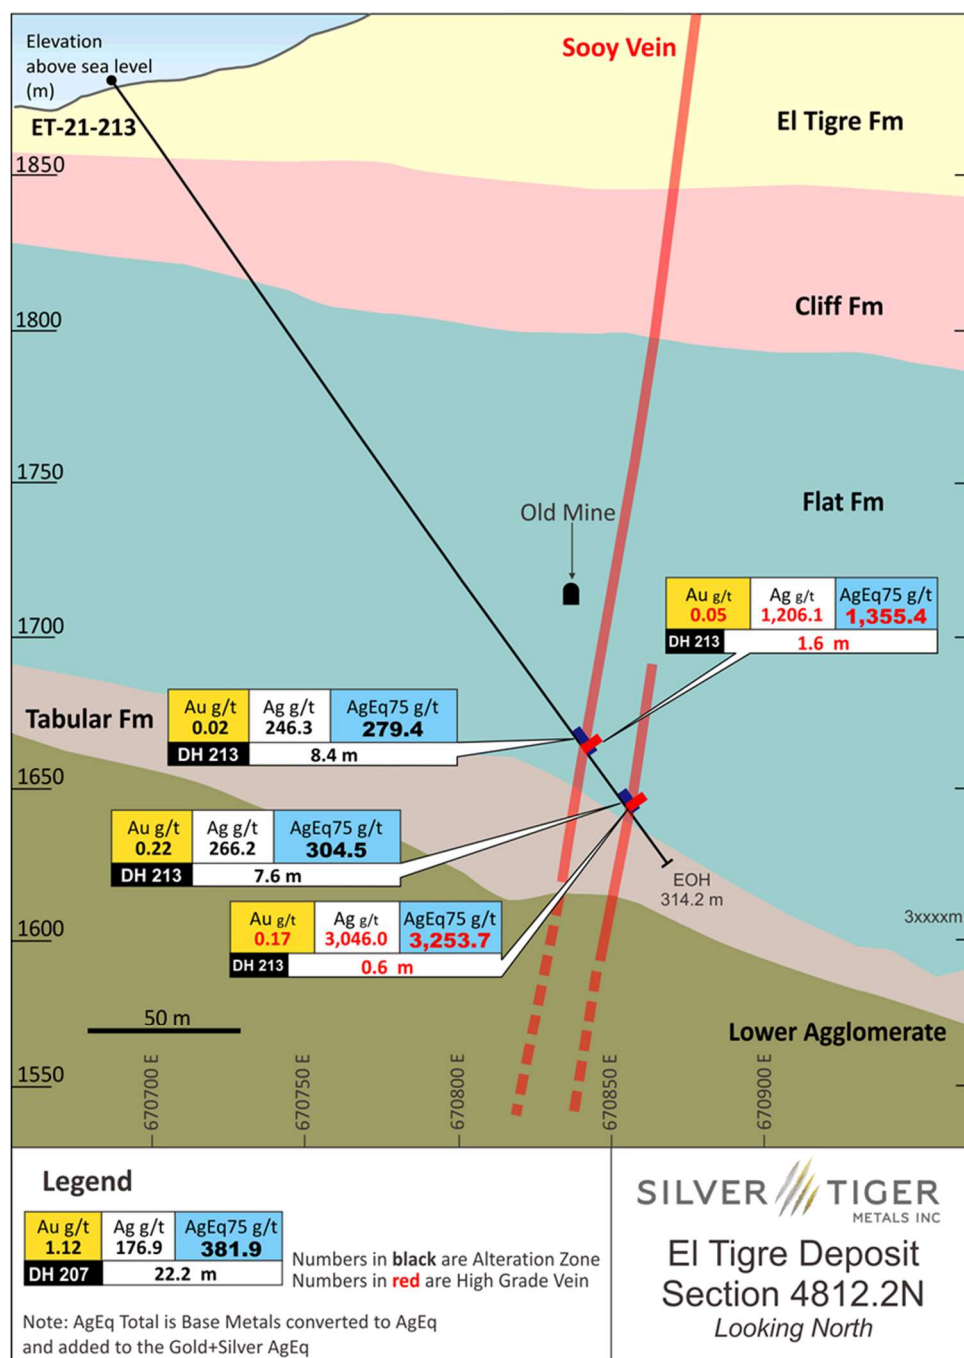 Elevation
above sea level
(m)
Sooy Vein
ET-21-213
El Tigre Fm
1850
Cliff Fm
1800
1750
Flat Fm
Old Mine
Au g/t Ag g/t AgEq75 g/t
0.05 1,206.1 1,355.4
DH 213 1.6 m
1700
Tabular Fm
Au g/t Ag g/t AgEq75 g/t
0.02 246.3 279.4
DH 213 8.4 m
1650
Au g/t Ag g/t AgEq75 g/t
0.22 266.2 304.5
DH 213 7.6 m
EOH
314.2 m
Au g/t Ag g/t AgEq75 g/t
0.17 3,046.0 3,253.7
DH 213 0.6 m
3xxxxm
1600
50 m
Lower Agglomerate
1550
670700 E
670750 E
670800 E
670850 E
670900 E
Legend
Au g/t Ag g/t AgEq75 g/t
1.12 176.9 381.9
DH 207 22.2 m
Numbers in black are Alteration Zone
Numbers in red are High Grade Vein
Note: AgEq Total is Base Metals converted to AgEq
and added to the Gold+Silver AgEq
SILVER TIGER
METALS INC
El Tigre Deposit
Section 4812.2N
Looking North